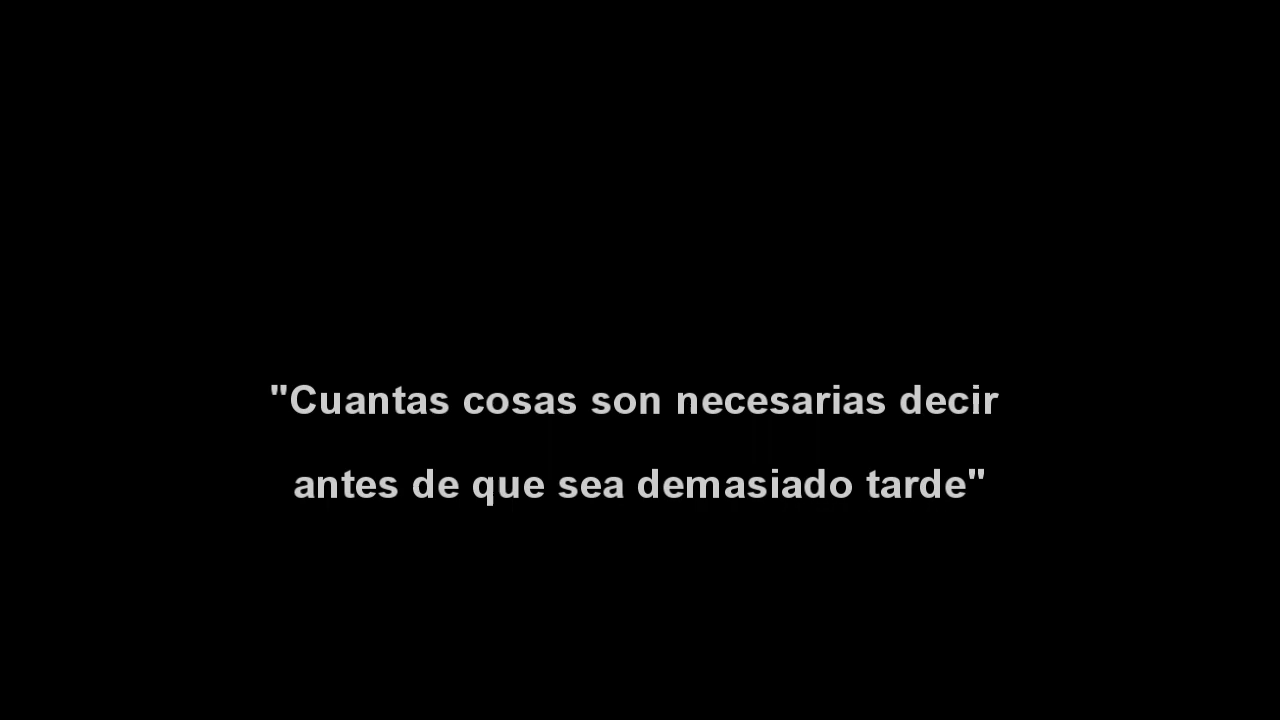 "Cuantas cosas son necesarias decir
antes de que sea demasiado tarde"